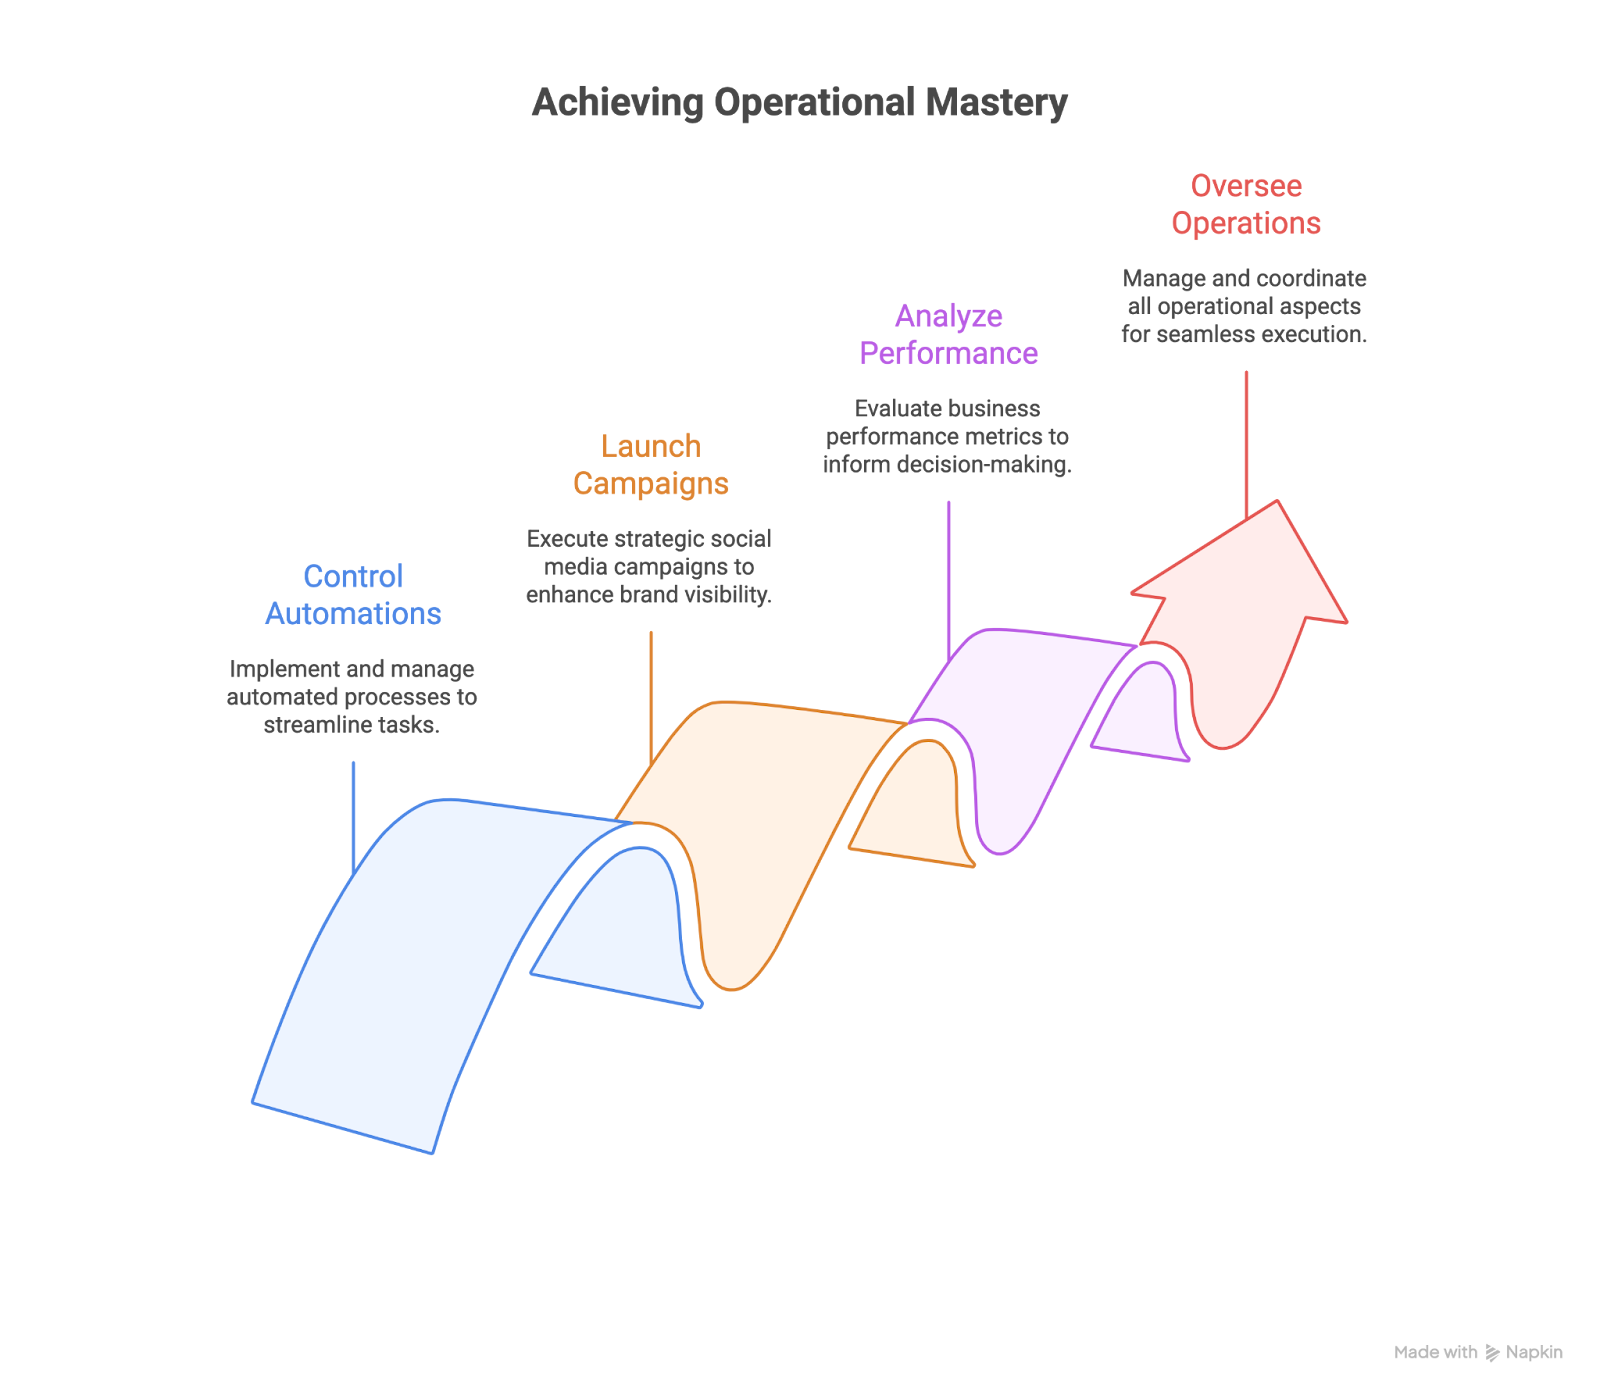 Achieving Operational Mastery
Control
Automations
Implement and manage
automated processes to
streamline tasks.
Launch
Campaigns
Execute strategic social
media campaigns to
enhance brand visibility.
Analyze
Performance
Evaluate business
performance metrics to
inform decision-making.
Oversee
Operations
Manage and coordinate
all operational aspects
for seamless execution.
Made with Napkin